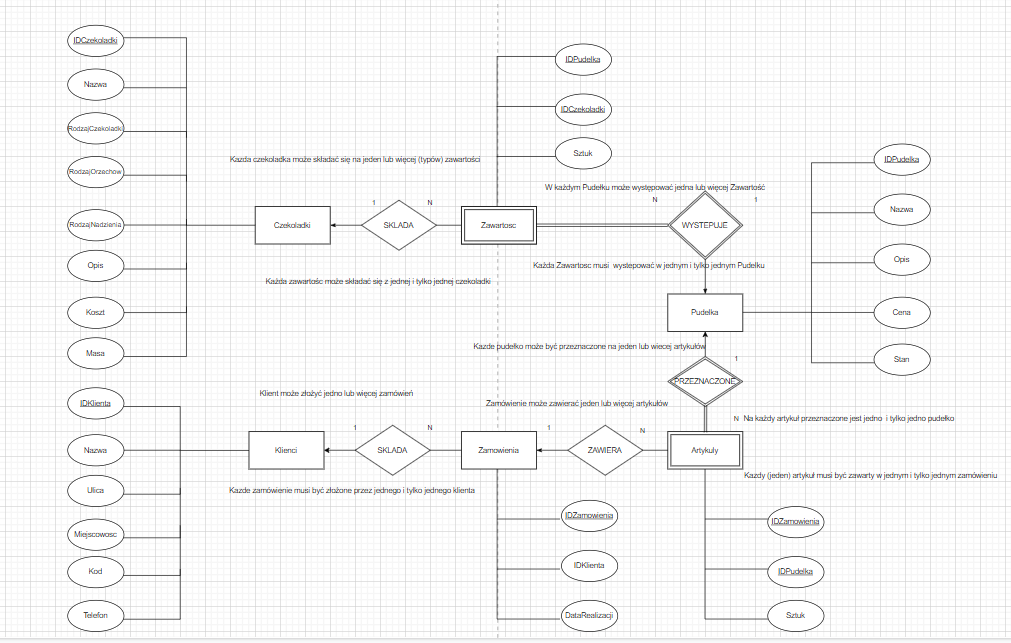 IDCzekoladki
Nazwa
RodzajCzekoladki
RodzajOrzechow
RodzajNadzienia
Opis
Koszt
Masa
IDPudelka
IDCzekoladki
Sztuk
Kazda czekoladka może składać się na jeden lub więcej (typów) zawartości
W każdym Pudełku może występować jedna lub więcej Zawartość
1
N
N
1
Czekoladki
SKLADA
Zawartosc
WYSTEPUJE
Każda zawartośc może składać się z jednej i tylko jednej czekoladki
Każda Zawartosc musi występować w jednym i tylko jednym Pudełku
IDPudelka
Nazwa
Opis
Cena
Stan
Pudelka
Kazde pudełko może być przeznaczone na jeden lub wiecej artykułów
1
PRZEZNACZONE
N Na każdy artykuł przeznaczone jest jedno i tylko jedno pudełko
IDKlienta
Nazwa
Ulica
Miejscowosc
Kod
Telefon
Klient może złożyć jedno lub więcej zamówień
Zamówienie może zawierać jeden lub więcej artykułów
1
N
1
N
Klienci
SKLADA
Zamowienia
ZAWIERA
Artykuly
Kazde zamówienie musi być złożone przez jednego i tylko jednego klienta
Kazdy (jeden) artykuł musi być zawarty w jednym i tylko jednym zamówieniu
IDZamowienia
IDKlienta
DataRealizacji
IDZamowienia
IDPudelka
Sztuk